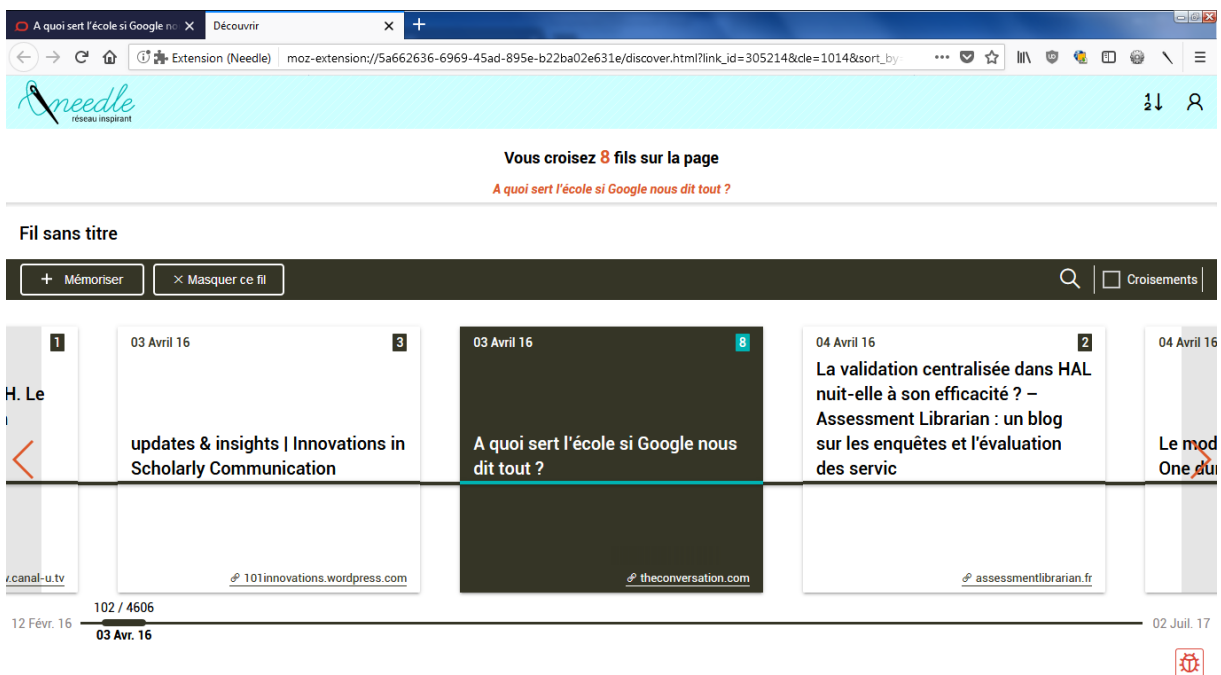 A quoi sert l'école si Google no
Découvrir
Extension (Needle) moz-extension://5a662636-6969-45ad-895e-b22ba02e631e/discover.html?link_id=305214&cle=1014&sort_by
needle
réseau inspirant
Vous croisez 8 fils sur la page
A quoi sert l'école si Google nous dit tout ?
Fil sans titre
+ Mémoriser
× Masquer ce fil
Croisements
1
H. Le
v.canal-u.tv
03 Avril 16 3
updates & insights | Innovations in
Scholarly Communication
101innovations.wordpress.com
03 Avril 16 8
A quoi sert l'école si Google nous
dit tout ?
theconversation.com
04 Avril 16 2
La validation centralisée dans HAL
nuit-elle à son efficacité ? –
Assessment Librarian : un blog
sur les enquêtes et l'évaluation
des servic
assessmentlibrarian.fr
04 Avril 16
Le mod
One dur
102 / 4606
12 Févr. 16
03 Avr. 16
02 Juil. 17